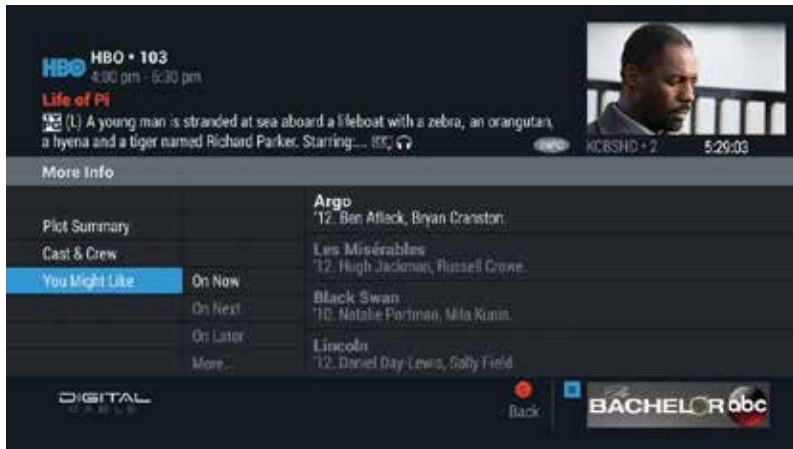 HBO HBO • 103
4:00 pm - 6:30 pm
Life of Pi
(L) A young man is stranded at sea aboard a lifeboat with a zebra, an orangutan,
a hyena and a tiger named Richard Parker. Starring:...
KCBSHD • 2 5:29:03
More Info
Plot Summary
Cast & Crew
You Might Like
On Now
On Next
On Later
More...
Argo
'12. Ben Affleck, Bryan Cranston.
Les Misérables
'12. Hugh Jackman, Russell Crowe.
Black Swan
'10. Natalie Portman, Mila Kunis.
Lincoln
'12. Daniel Day-Lewis, Sally Field
DIGITAL
CABLE
Back
The
BACHELOR abc